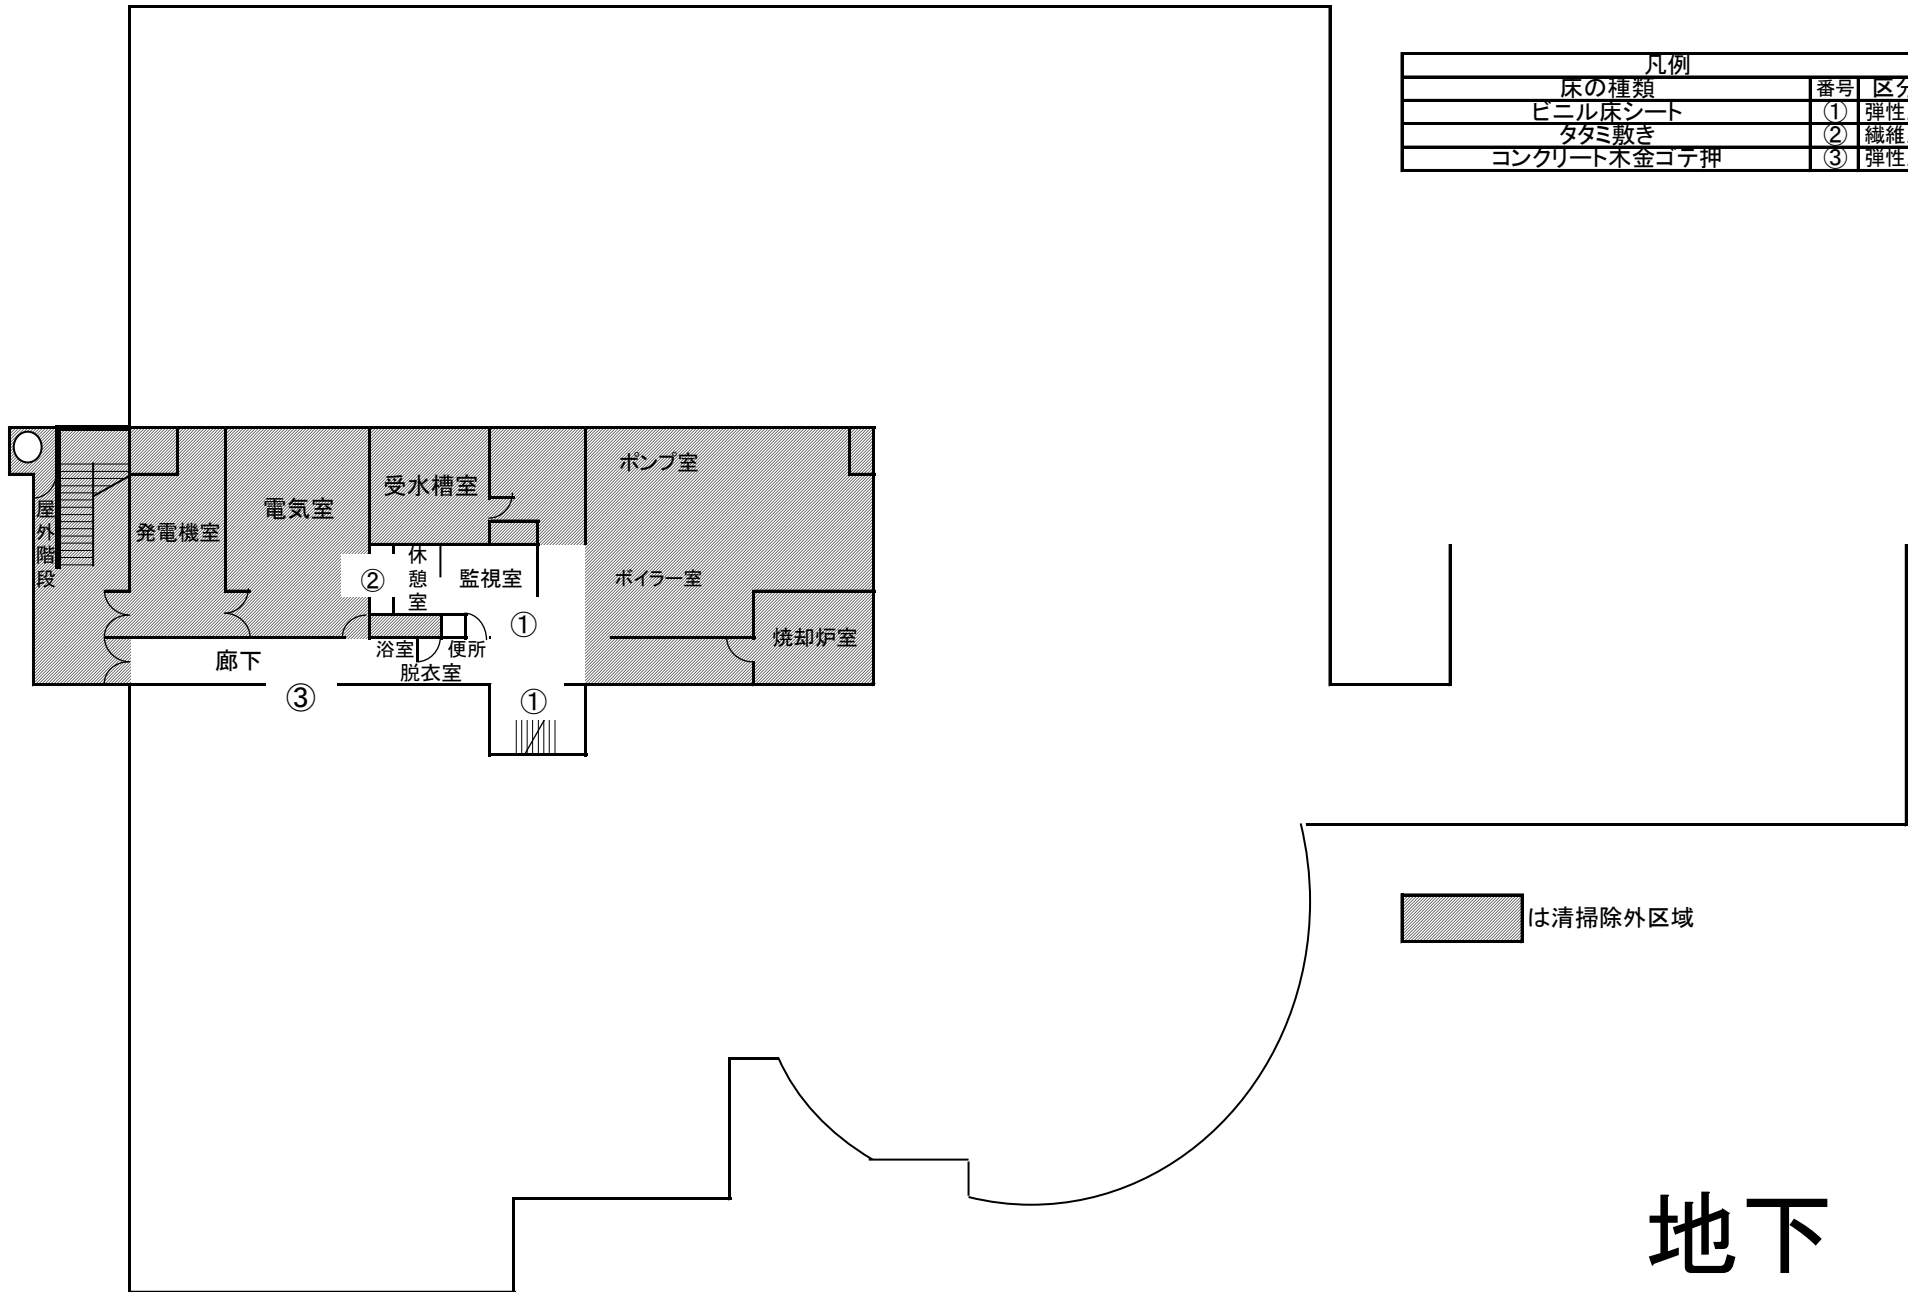 凡例
床の種類 番号 区分
ビニル床シート ① 弾性
タタミ敷き ② 繊維
コンクリート木金ゴテ押 ③ 弾性
ポンプ室
受水槽室
電気室
発電機室
屋外階段
休憩室
監視室
②
ボイラー室
①
焼却炉室
浴室
便所
廊下
脱衣室
③
①
は清掃除外区域
地下